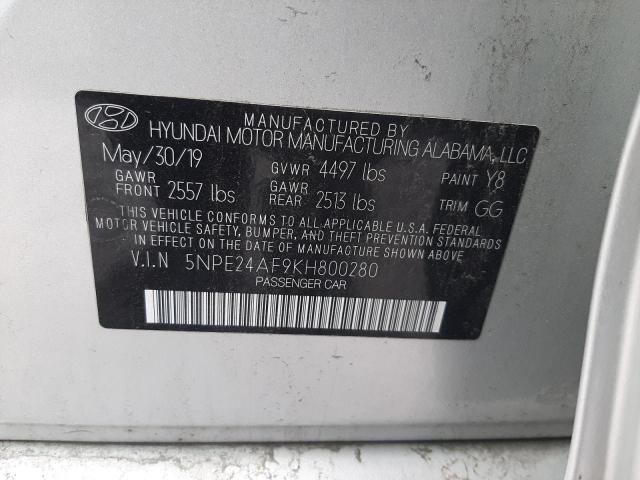 MANUFACTURED BY
HYUNDAI MOTOR MANUFACTURING ALABAMA, LLC
May/30/19 GVWR 4497 lbs PAINT Y8
GAWR FRONT 2557 lbs GAWR REAR 2513 lbs TRIM GG
THIS VEHICLE CONFORMS TO ALL APPLICABLE U.S.A. FEDERAL
MOTOR VEHICLE SAFETY, BUMPER, AND THEFT PREVENTION STANDARDS
IN EFFECT ON THE DATE OF MANUFACTURE SHOWN ABOVE.
V.I.N 5NPE24AF9KH800280
PASSENGER CAR